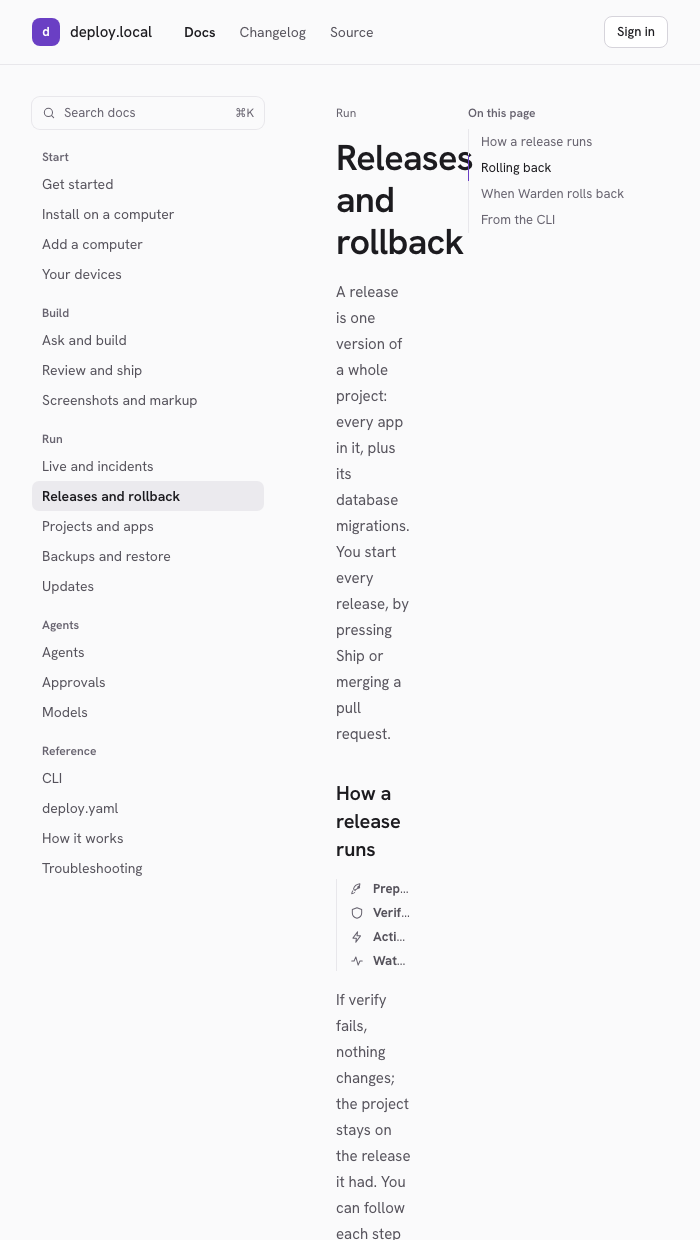 d deploy.local Docs Changelog Source Sign in
Search docs ⌘K
Start
Get started
Install on a computer
Add a computer
Your devices
Build
Ask and build
Review and ship
Screenshots and markup
Run
Live and incidents
Releases and rollback
Projects and apps
Backups and restore
Updates
Agents
Agents
Approvals
Models
Reference
CLI
deploy.yaml
How it works
Troubleshooting
Run
Releases
and
rollback
A release
is one
version of
a whole
project:
every app
in it, plus
its
database
migrations.
You start
every
release, by
pressing
Ship or
merging a
pull
request.
How a
release
runs
Prep…
Verif…
Acti…
Wat…
If verify
fails,
nothing
changes;
the project
stays on
the release
it had. You
can follow
each step
On this page
How a release runs
Rolling back
When Warden rolls back
From the CLI